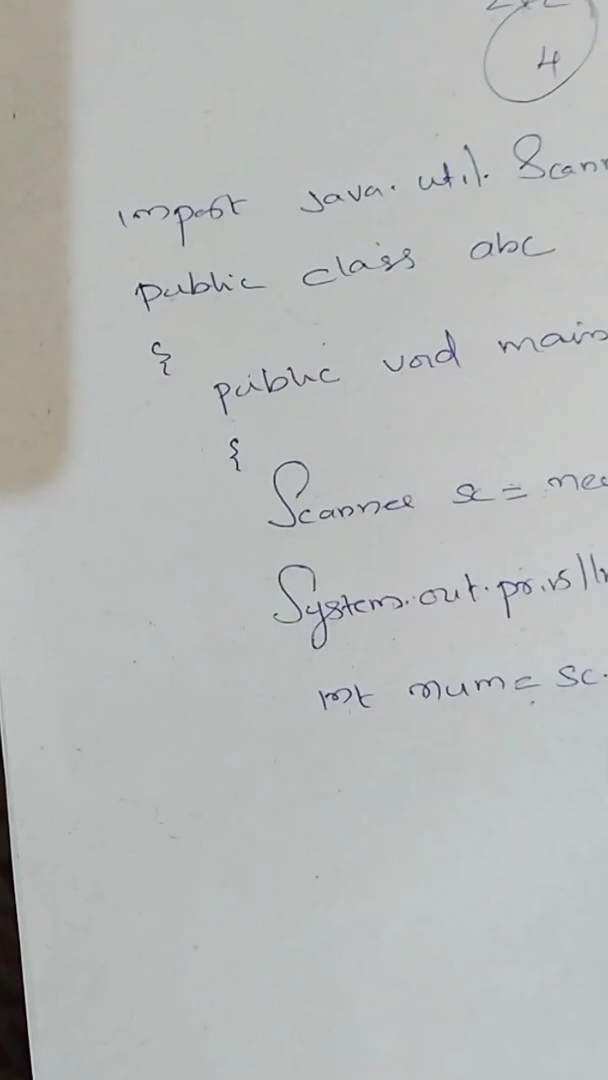 4
import java.util.Scann
public class abc
{
public void main
{
Scanner sc = new
System.out.println
int num = sc.